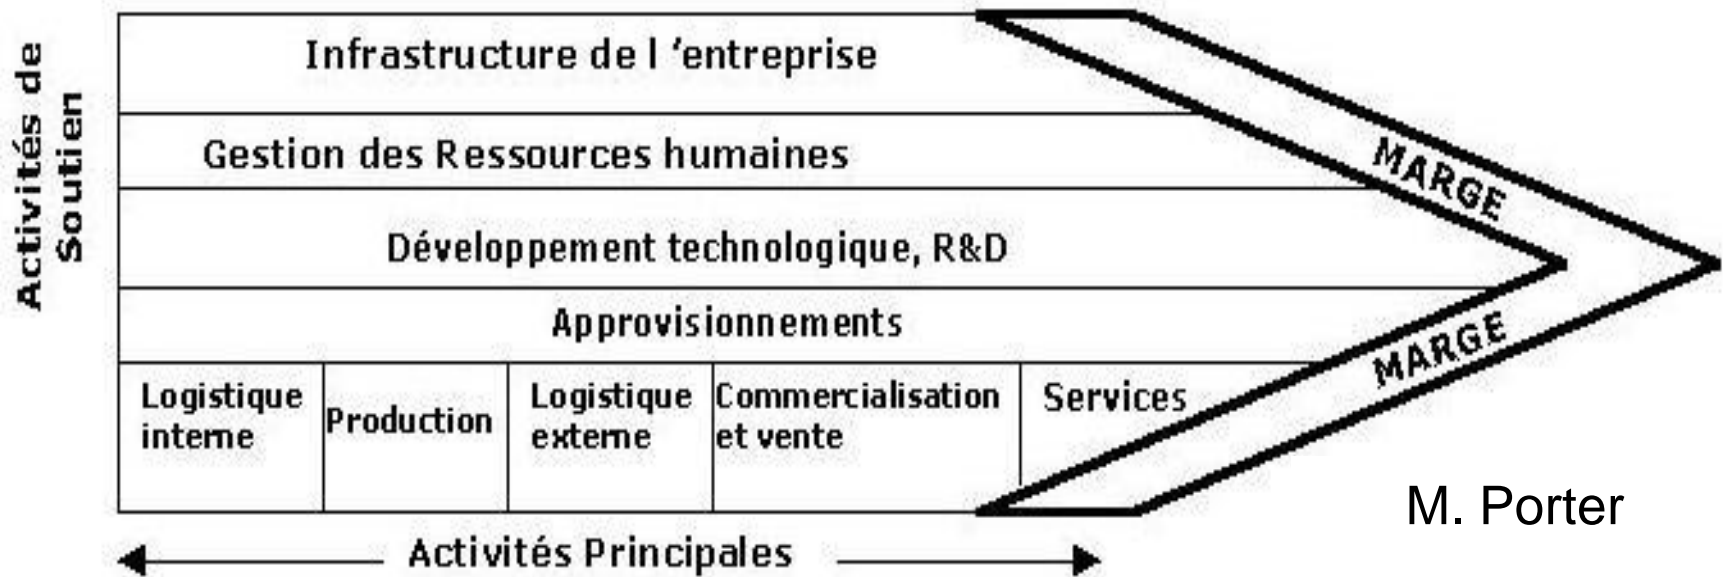 Activités de
Soutien
Infrastructure de l 'entreprise
Gestion des Ressources humaines
Développement technologique, R&D
Approvisionnements
MARGE
MARGE
Logistique
interne
Production
Logistique
externe
Commercialisation
et vente
Services
M. Porter
Activités Principales